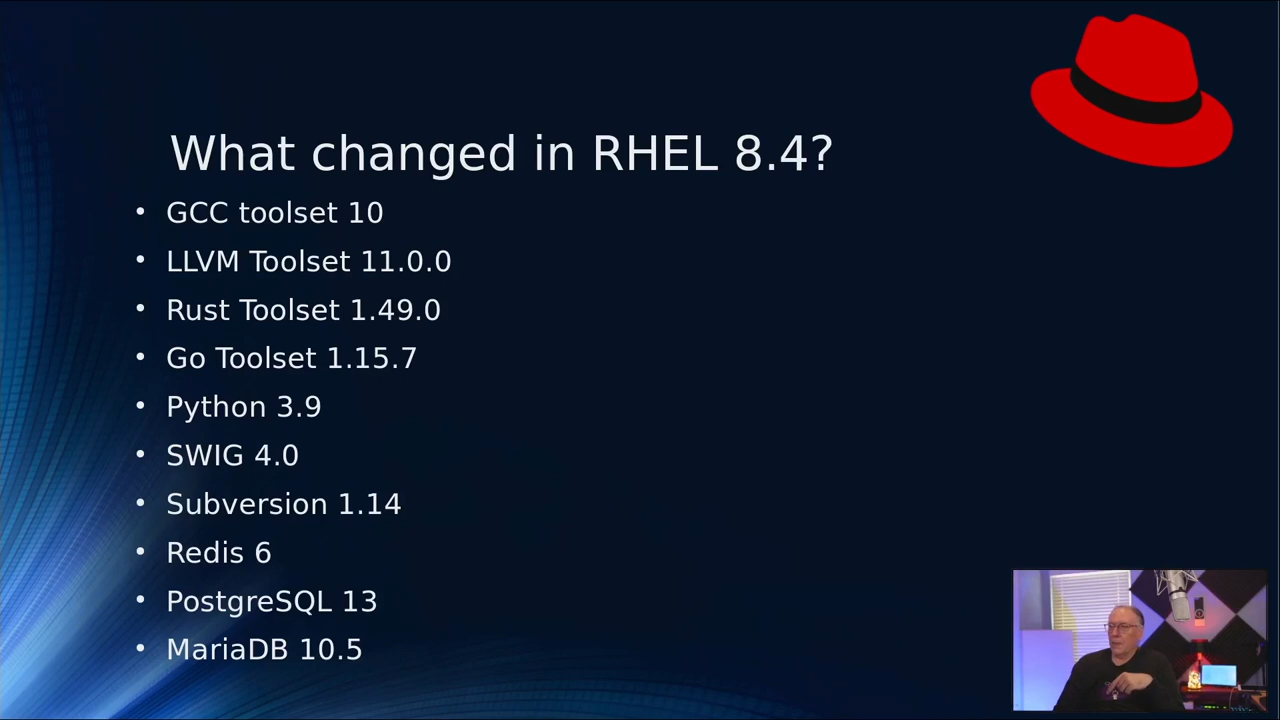 What changed in RHEL 8.4?
• GCC toolset 10
• LLVM Toolset 11.0.0
• Rust Toolset 1.49.0
• Go Toolset 1.15.7
• Python 3.9
• SWIG 4.0
• Subversion 1.14
• Redis 6
• PostgreSQL 13
• MariaDB 10.5